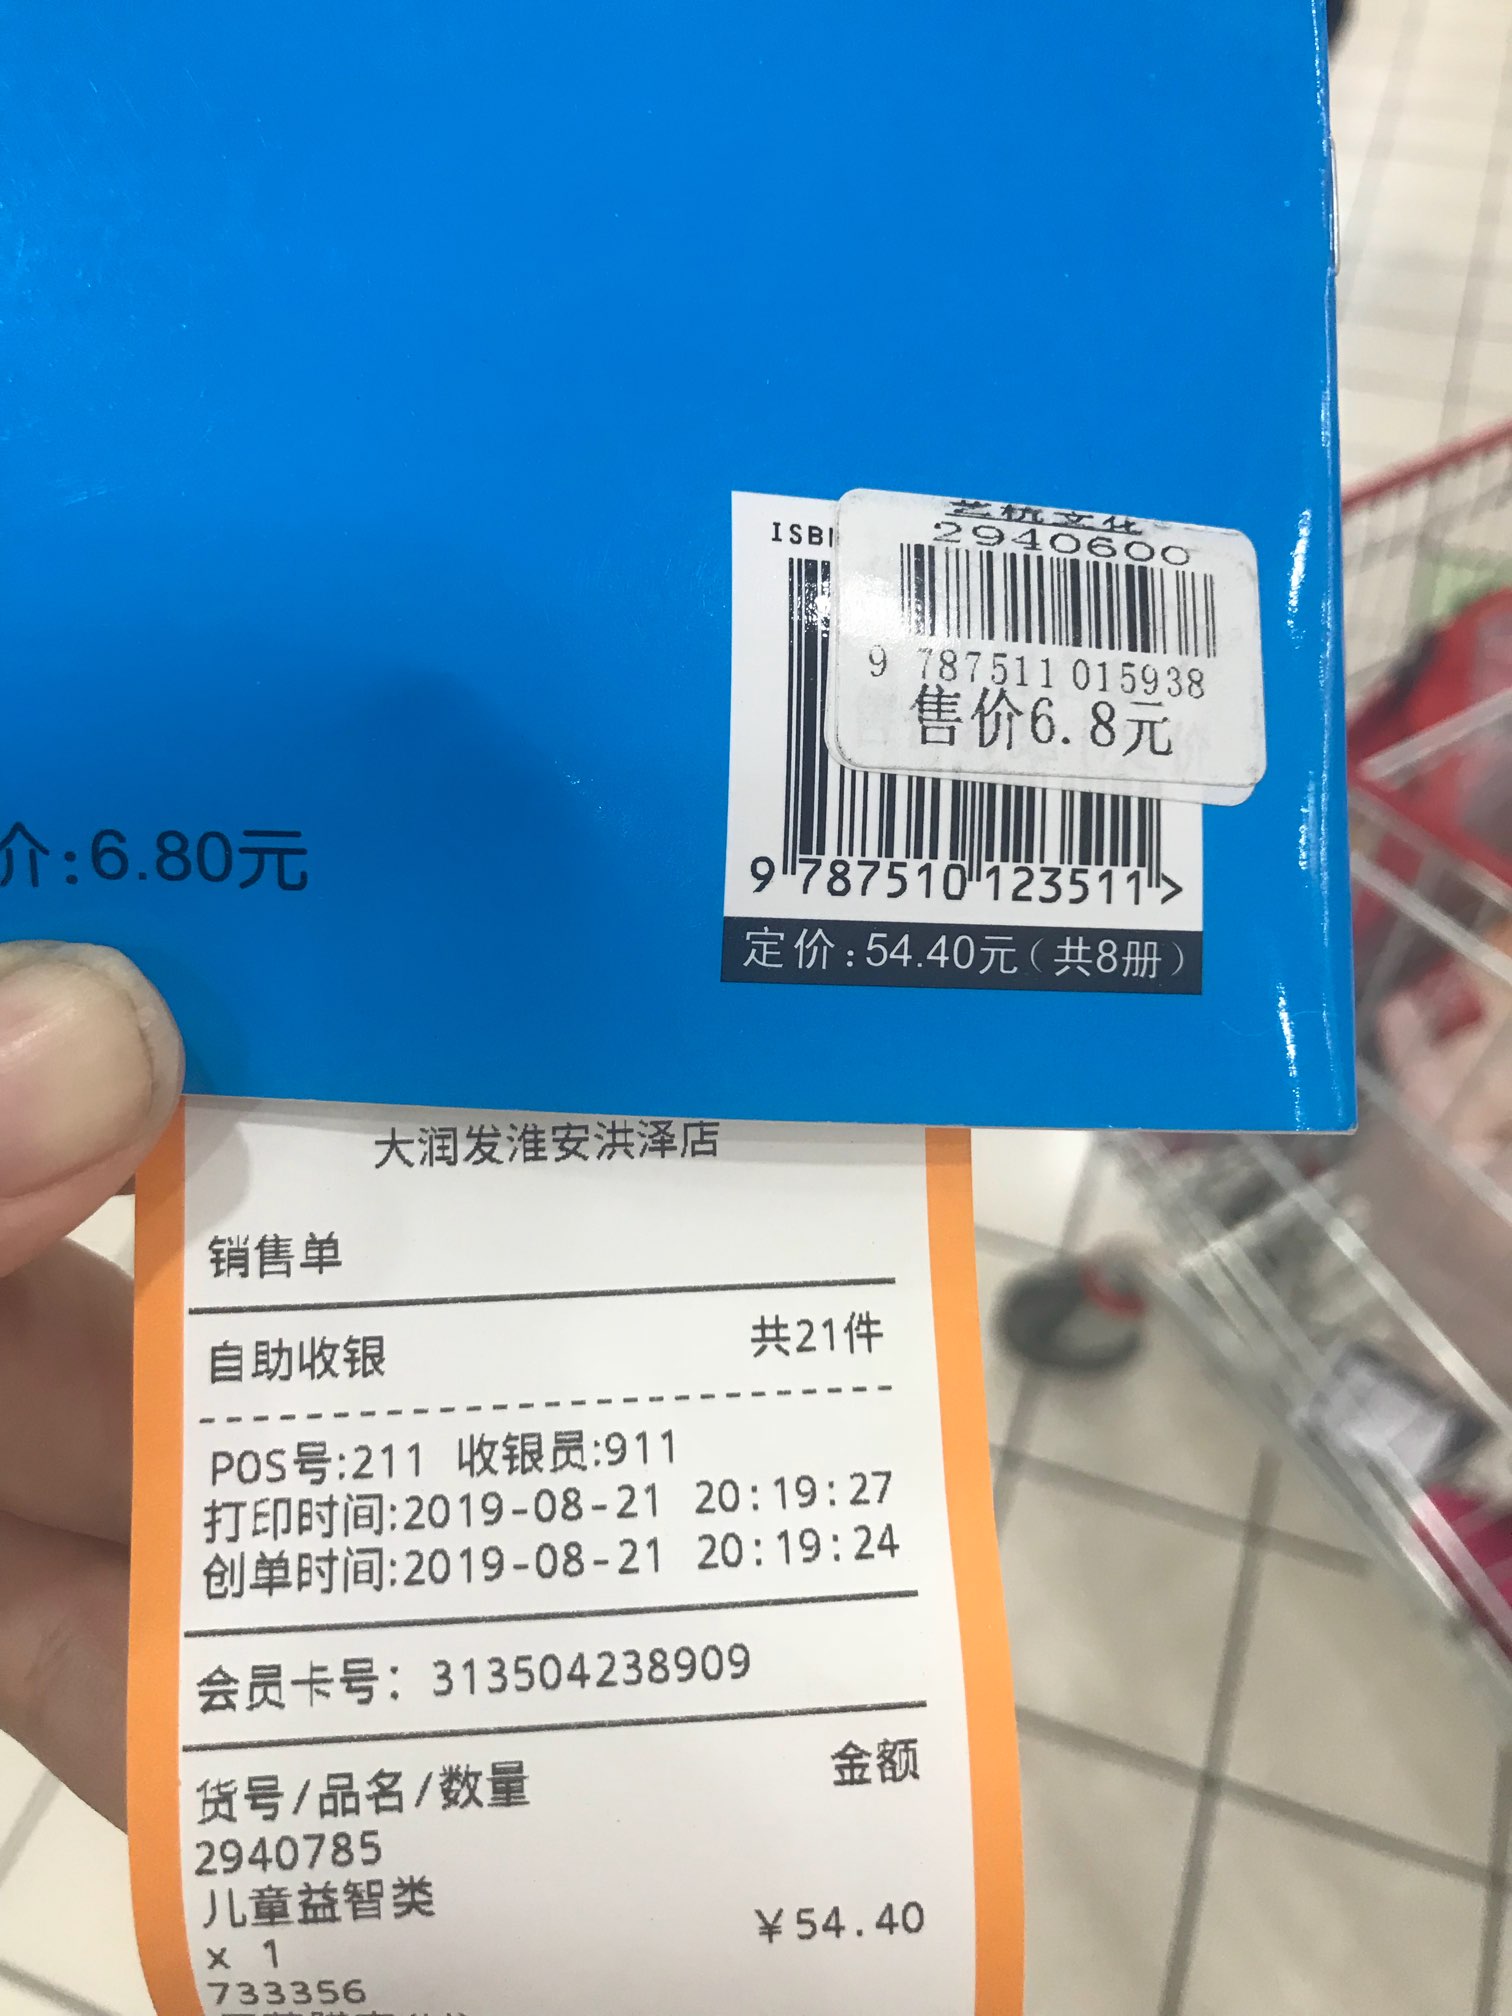 艺杭文化
2940600
ISB
9 787511 015938
售价6.8元
:6.80元
9 787510 123511 >
定价:54.40元(共8册)
大润发淮安洪泽店
销售单
自助收银 共21件
POS号:211 收银员:911
打印时间:2019-08-21 20:19:27
创单时间:2019-08-21 20:19:24
会员卡号: 313504238909
货号/品名/数量 金额
2940785
儿童益智类
x 1 ¥54.40
733356